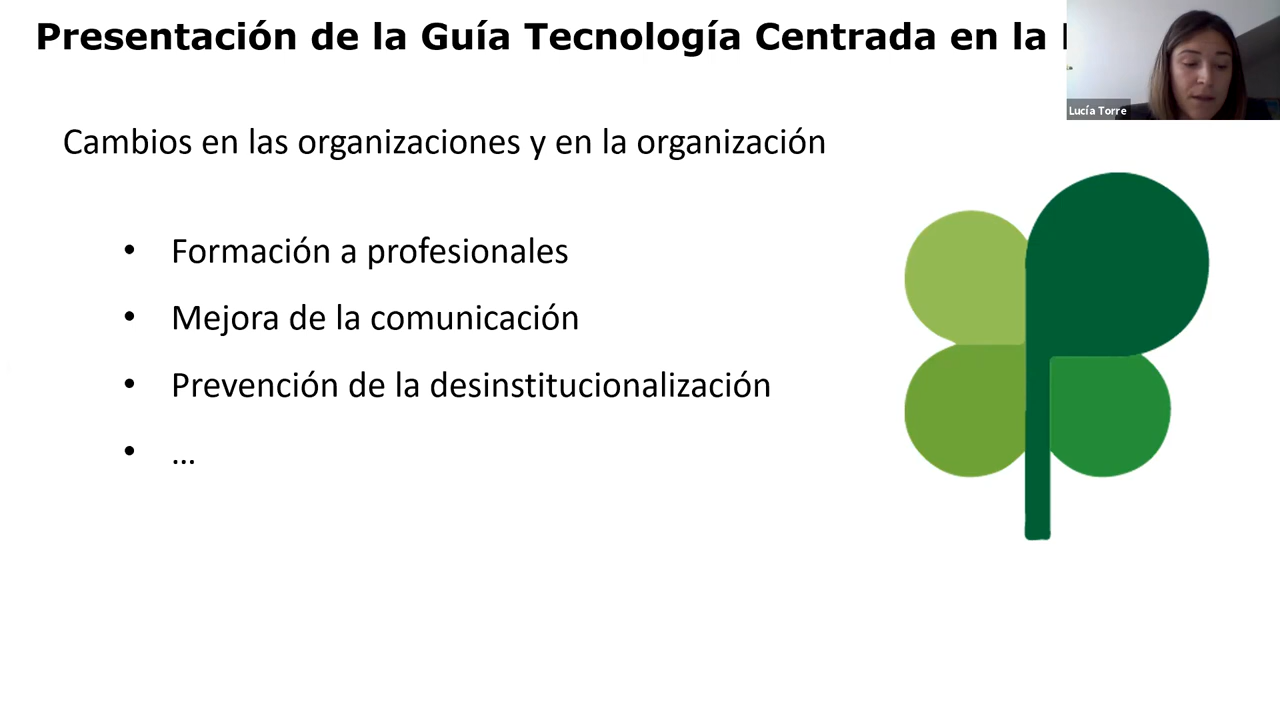 Presentación de la Guía Tecnología Centrada en la
Lucía Torre
Cambios en las organizaciones y en la organización
• Formación a profesionales
• Mejora de la comunicación
• Prevención de la desinstitucionalización
• ...